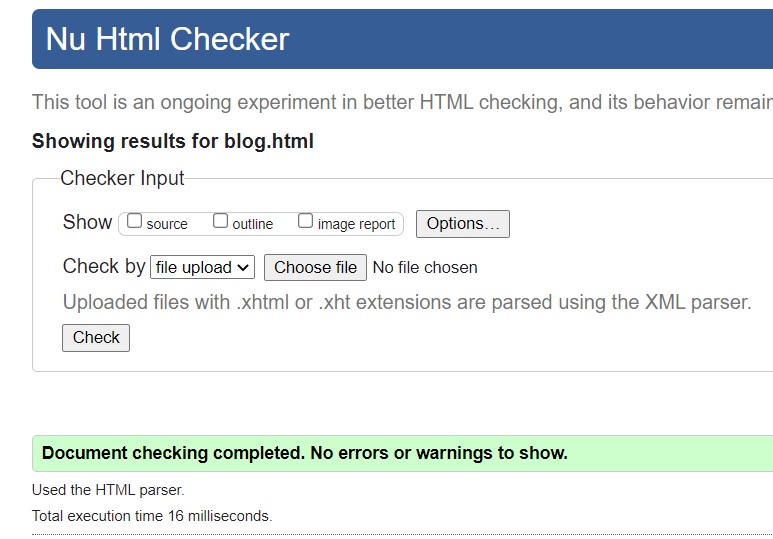 Nu Html Checker
This tool is an ongoing experiment in better HTML checking, and its behavior remain
Showing results for blog.html
Checker Input
Show source outline image report Options…
Check by file upload Choose file No file chosen
Uploaded files with .xhtml or .xht extensions are parsed using the XML parser.
Check
Document checking completed. No errors or warnings to show.
Used the HTML parser.
Total execution time 16 milliseconds.